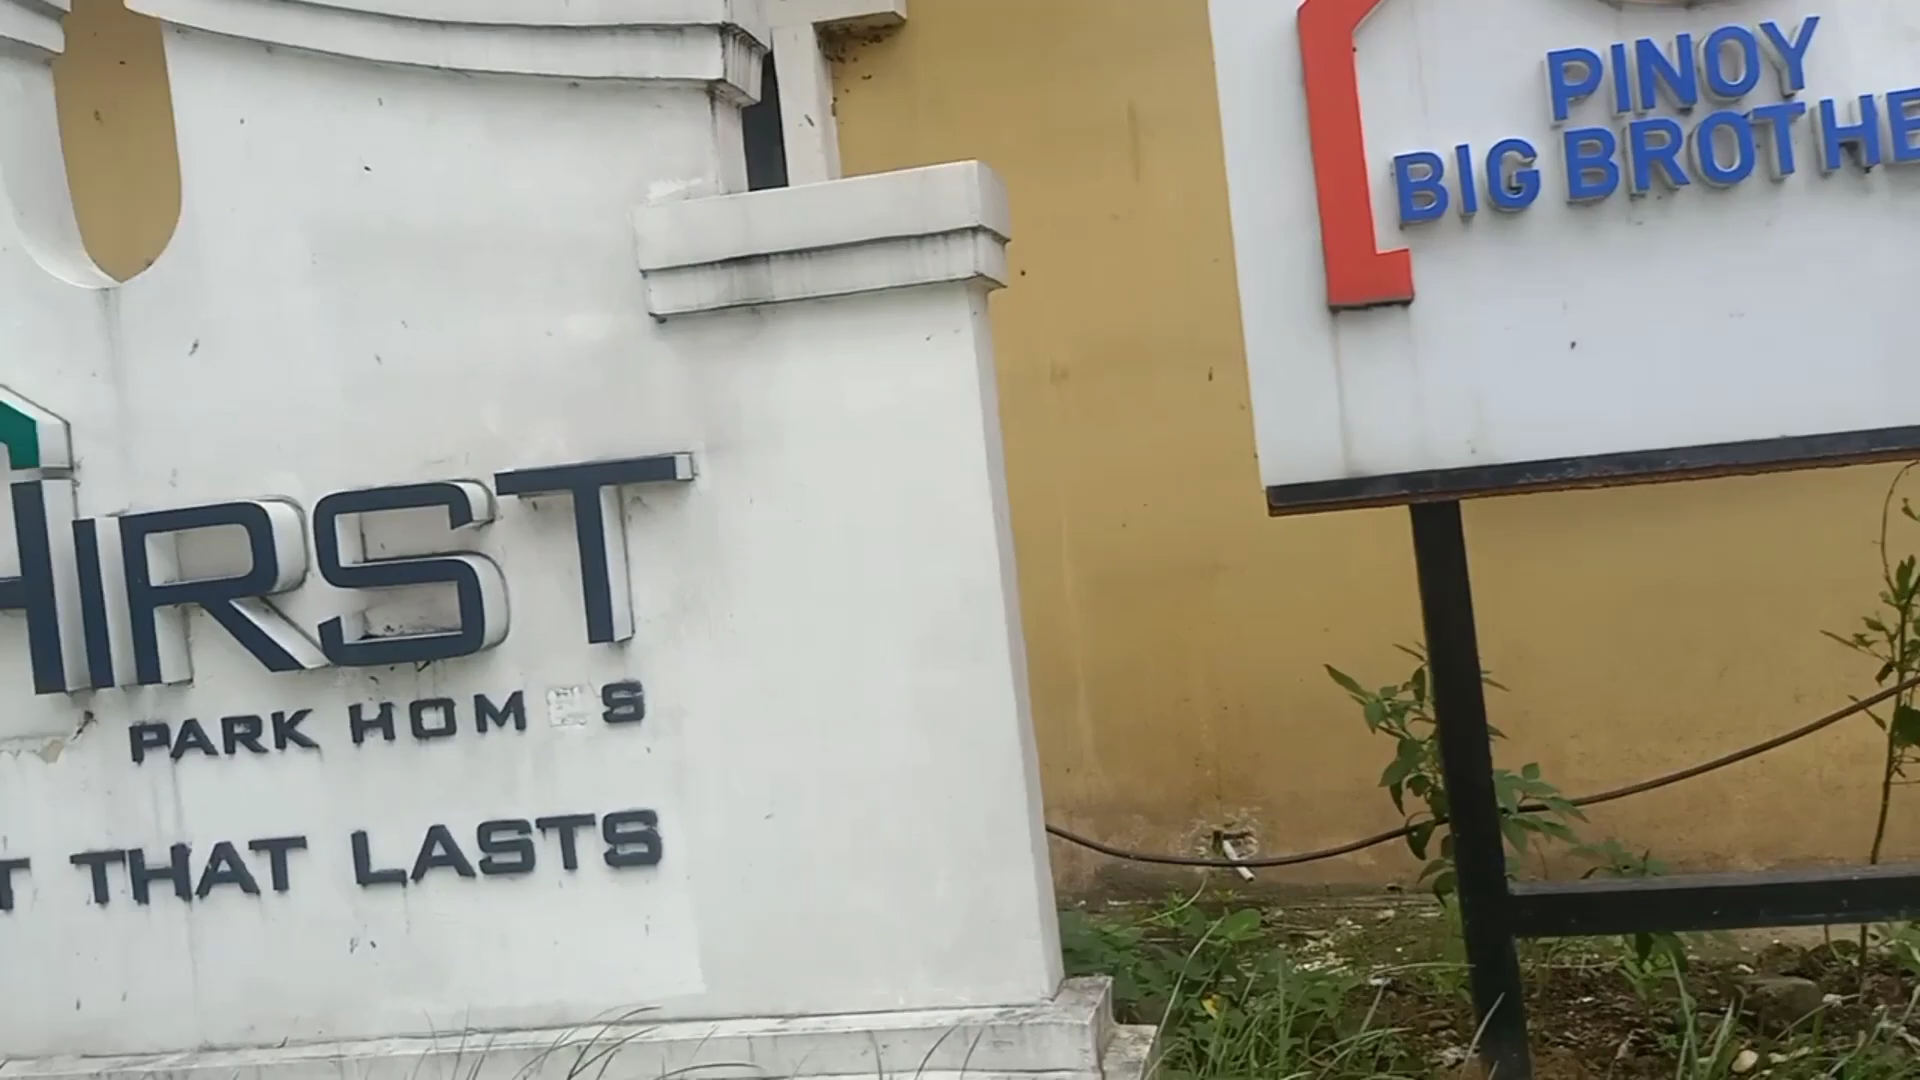 HIRST
PARK HOM S
THAT LASTS
PINOY
BIG BROTHE